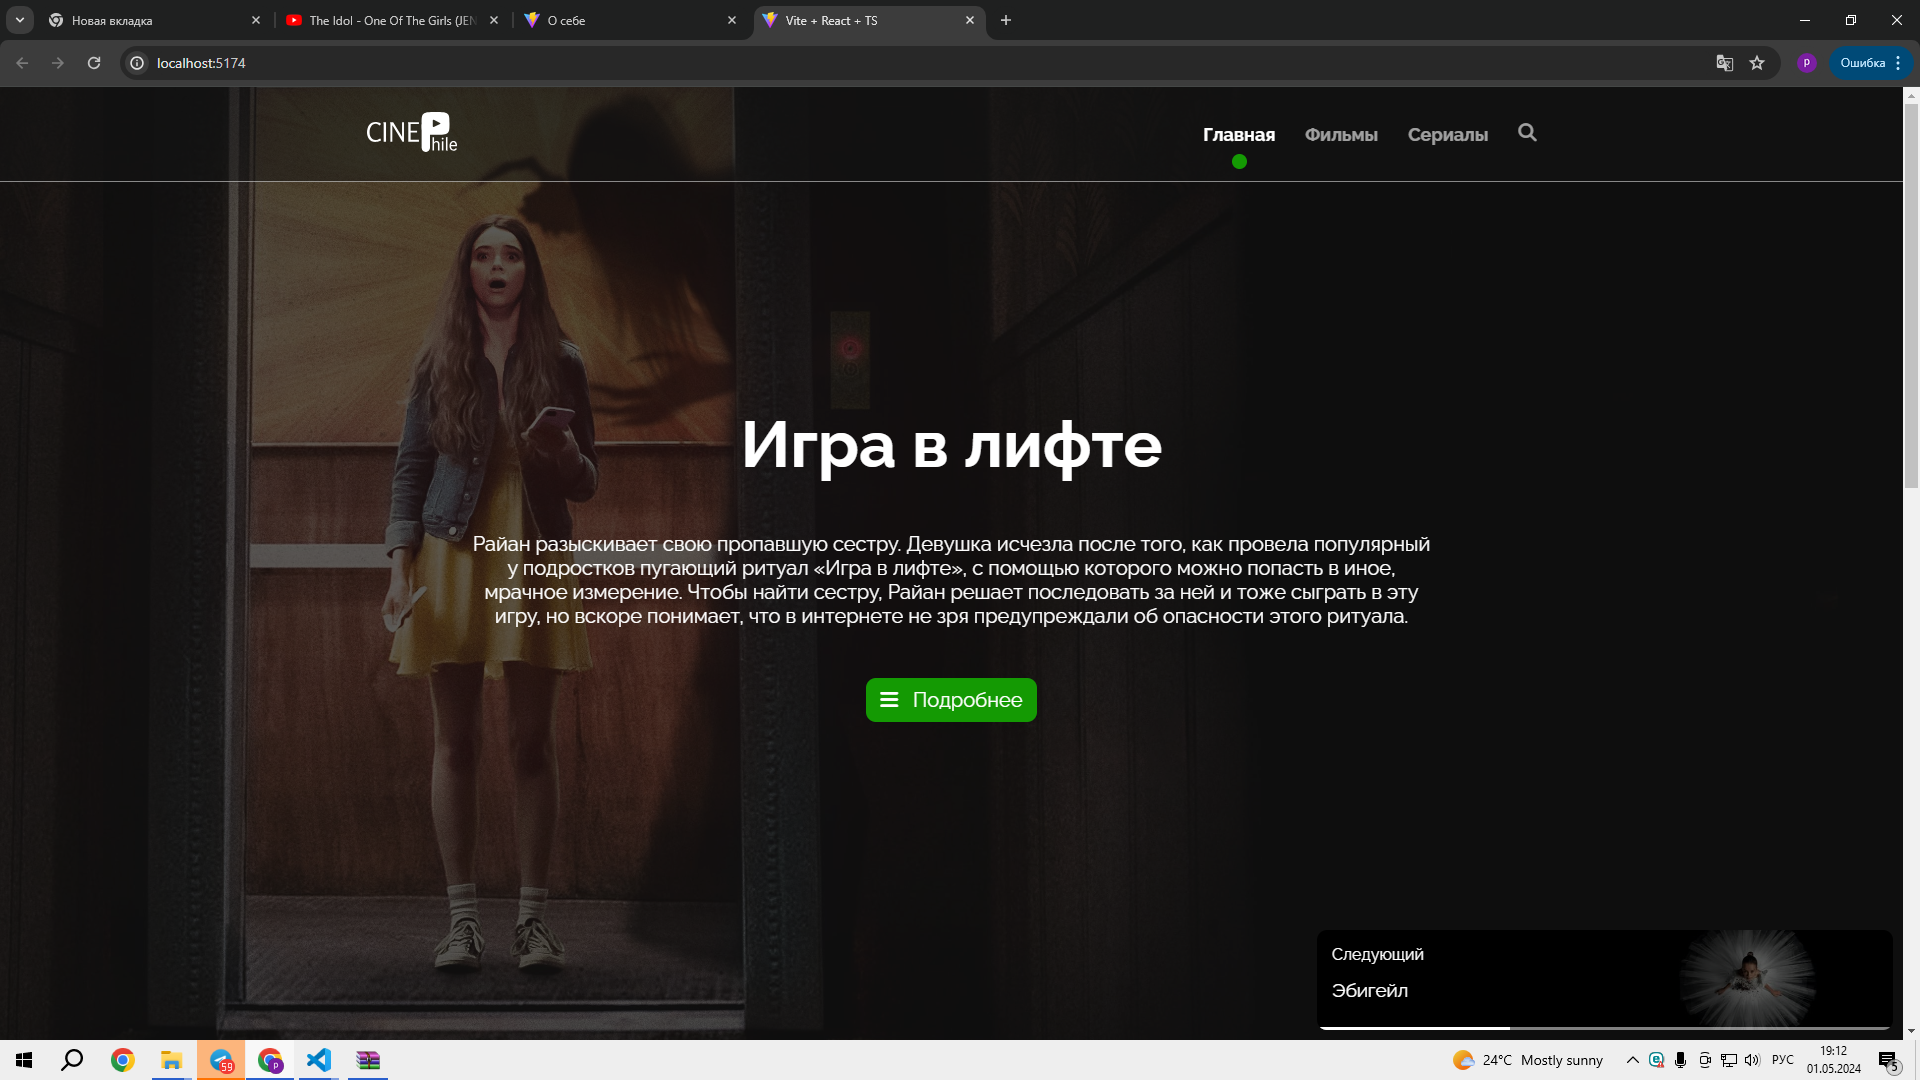 Новая вкладка
The Idol - One Of The Girls (JEN
О себе
Vite + React + TS
localhost:5174
P
Ошибка
CINEPhile
Главная
Фильмы
Сериалы
Игра в лифте
Райан разыскивает свою пропавшую сестру. Девушка исчезла после того, как провела популярный
у подростков пугающий ритуал «Игра в лифте», с помощью которого можно попасть в иное,
мрачное измерение. Чтобы найти сестру, Райан решает последовать за ней и тоже сыграть в эту
игру, но вскоре понимает, что в интернете не зря предупреждали об опасности этого ритуала.
Подробнее
Следующий
Эбигейл
59
P
24°C Mostly sunny
РУС
19:12
01.05.2024
5